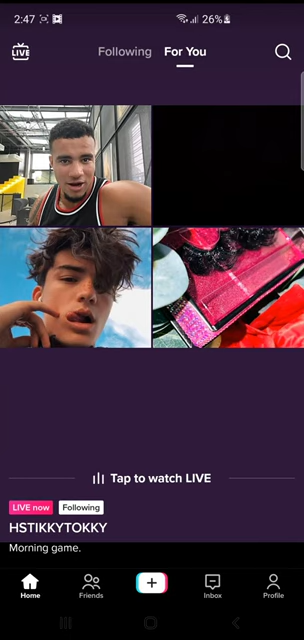 2:47 26%
LIVE Following For You
Tap to watch LIVE
LIVE now Following
HSTIKKYTOKKY
Morning game.
Home Friends Inbox Profile